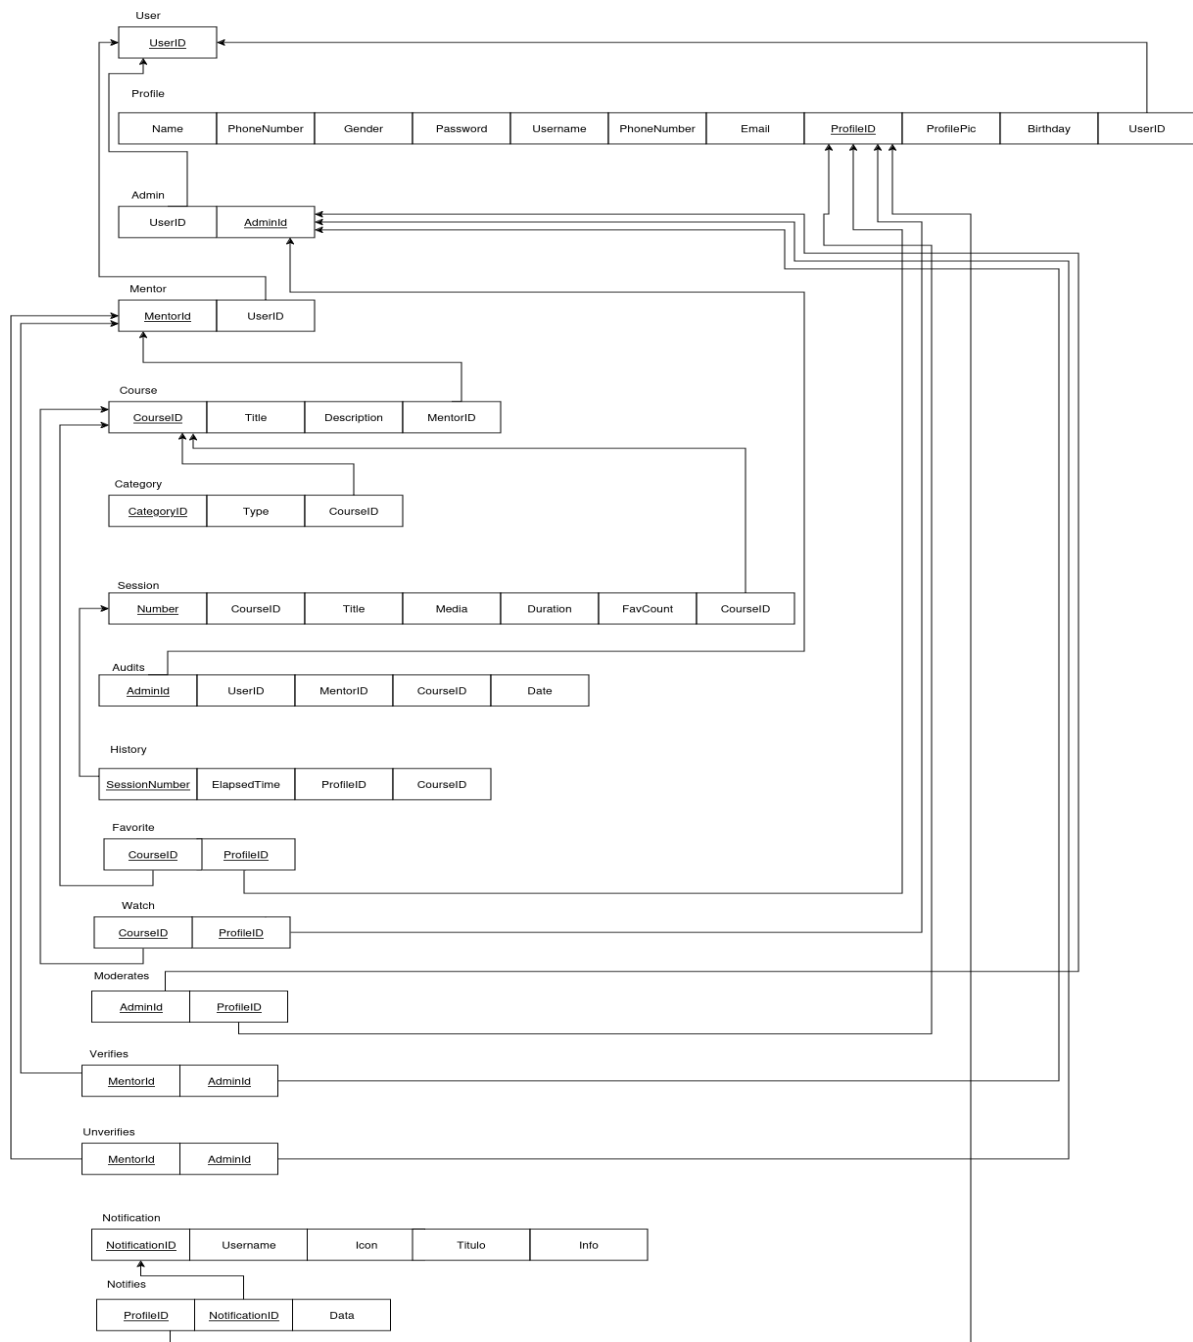 User
UserID
Profile
Name PhoneNumber Gender Password Username PhoneNumber Email ProfileID ProfilePic Birthday UserID
Admin
UserID AdminId
Mentor
MentorId UserID
Course
CourseID Title Description MentorID
Category
CategoryID Type CourseID
Session
Number CourseID Title Media Duration FavCount CourseID
Audits
AdminId UserID MentorID CourseID Date
History
SessionNumber ElapsedTime ProfileID CourseID
Favorite
CourseID ProfileID
Watch
CourseID ProfileID
Moderates
AdminId ProfileID
Verifies
MentorId AdminId
Unverifies
MentorId AdminId
Notification
NotificationID Username Icon Titulo Info
Notifies
ProfileID NotificationID Data